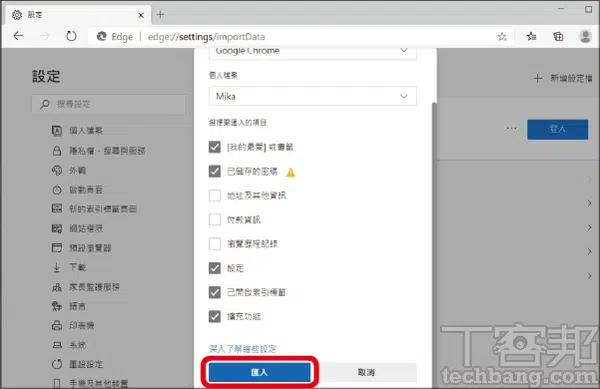 設定
Edge
edge://settings/importData
設定
搜尋設定
個人檔案
隱私權、搜尋與服務
外觀
啟動頁面
新的索引標籤頁面
網站權限
預設瀏覽器
下載
家長監護服務
語言
印表機
系統
重設設定
手機及其他裝置
Google Chrome
個人檔案
Mika
選擇要匯入的項目
[我的最愛] 或書籤
已儲存的密碼
地址及其他資訊
付款資訊
瀏覽歷程記錄
設定
已開啟索引標籤
擴充功能
深入了解這些設定
匯入
取消
新增設定檔
登入
T客邦
techbang.com